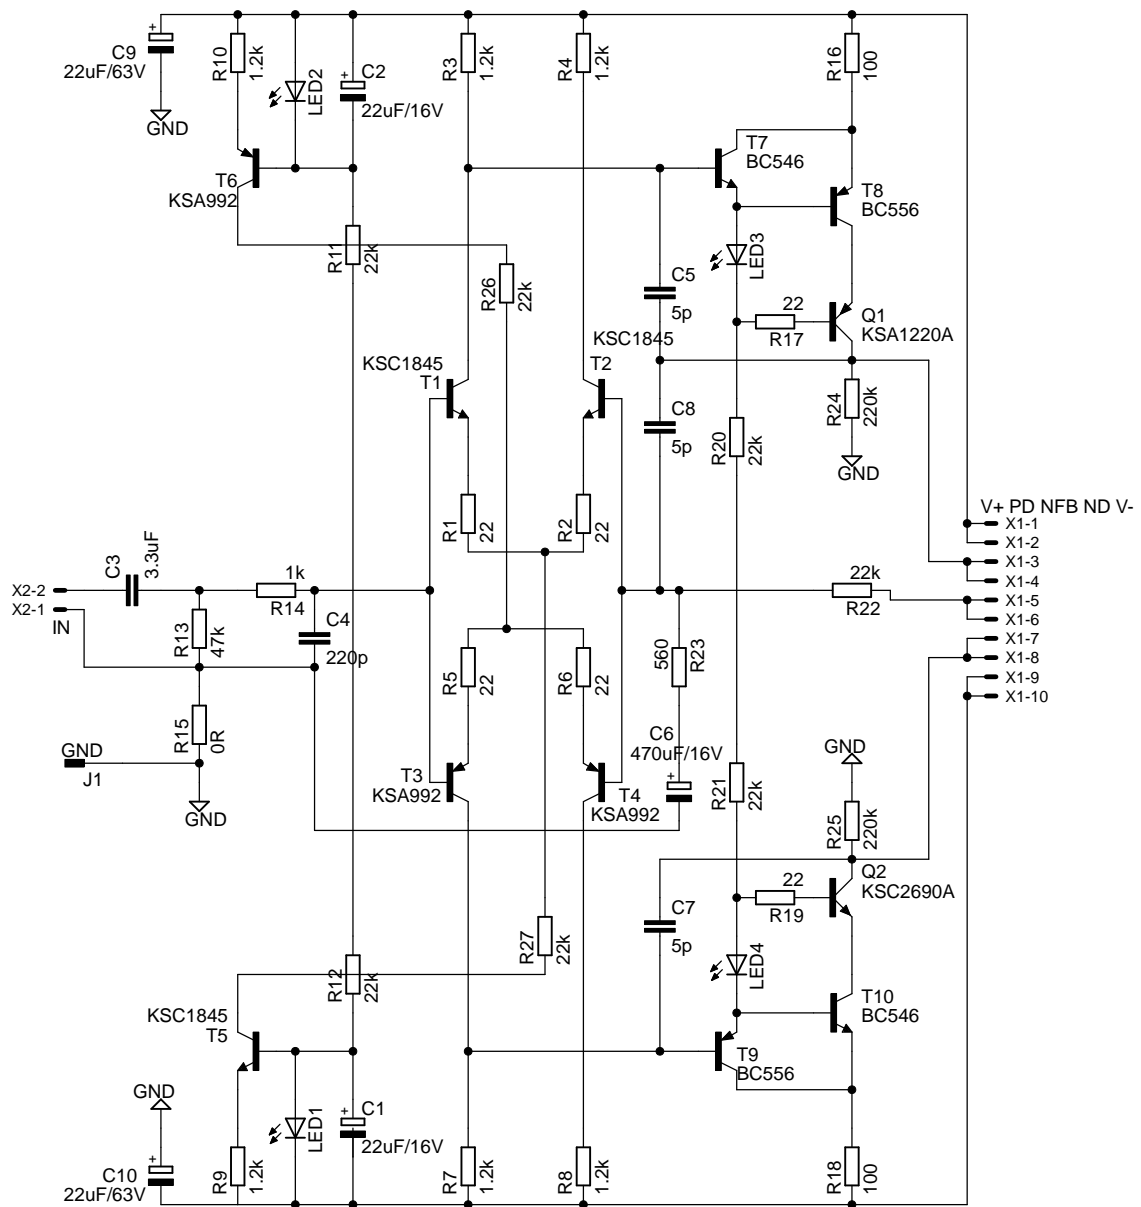 C9
22uF/63V
GND
R10
1.2k
LED2
C2
22uF/16V
R3
1.2k
R4
1.2k
R16
100
T6
KSA992
T7
BC546
T8
BC556
R11
22k
R26
22k
LED3
C5
5p
22
R17
Q1
KSA1220A
KSC1845
T1
KSC1845
T2
C8
5p
R20
22k
R24
220k
GND
R1
22
R2
22
V+ PD NFB ND V-
X1-1
X1-2
X1-3
X1-4
X1-5
X1-6
X1-7
X1-8
X1-9
X1-10
C3
3.3uF
X2-2
X2-1
IN
1k
R14
R13
47k
C4
220p
22k
R22
R5
22
R6
22
560
R23
R15
0R
GND
J1
GND
C6
470uF/16V
T3
KSA992
T4
KSA992
R21
22k
GND
R25
220k
Q2
KSC2690A
22
R19
C7
5p
R27
22k
R12
22k
LED4
T10
BC546
KSC1845
T5
T9
BC556
GND
C10
22uF/63V
R9
1.2k
LED1
C1
22uF/16V
R7
1.2k
R8
1.2k
R18
100